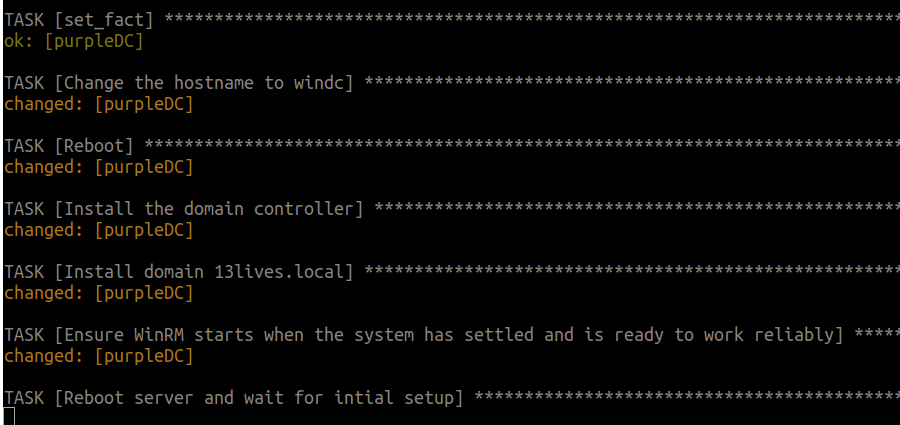 TASK [set_fact] **************************************************************************
ok: [purpleDC]
TASK [Change the hostname to windc] ******************************************************
changed: [purpleDC]
TASK [Reboot] ****************************************************************************
changed: [purpleDC]
TASK [Install the domain controller] *****************************************************
changed: [purpleDC]
TASK [Install domain 13lives.local] ******************************************************
changed: [purpleDC]
TASK [Ensure WinRM starts when the system has settled and is ready to work reliably] *****
changed: [purpleDC]
TASK [Reboot server and wait for intial setup] *******************************************